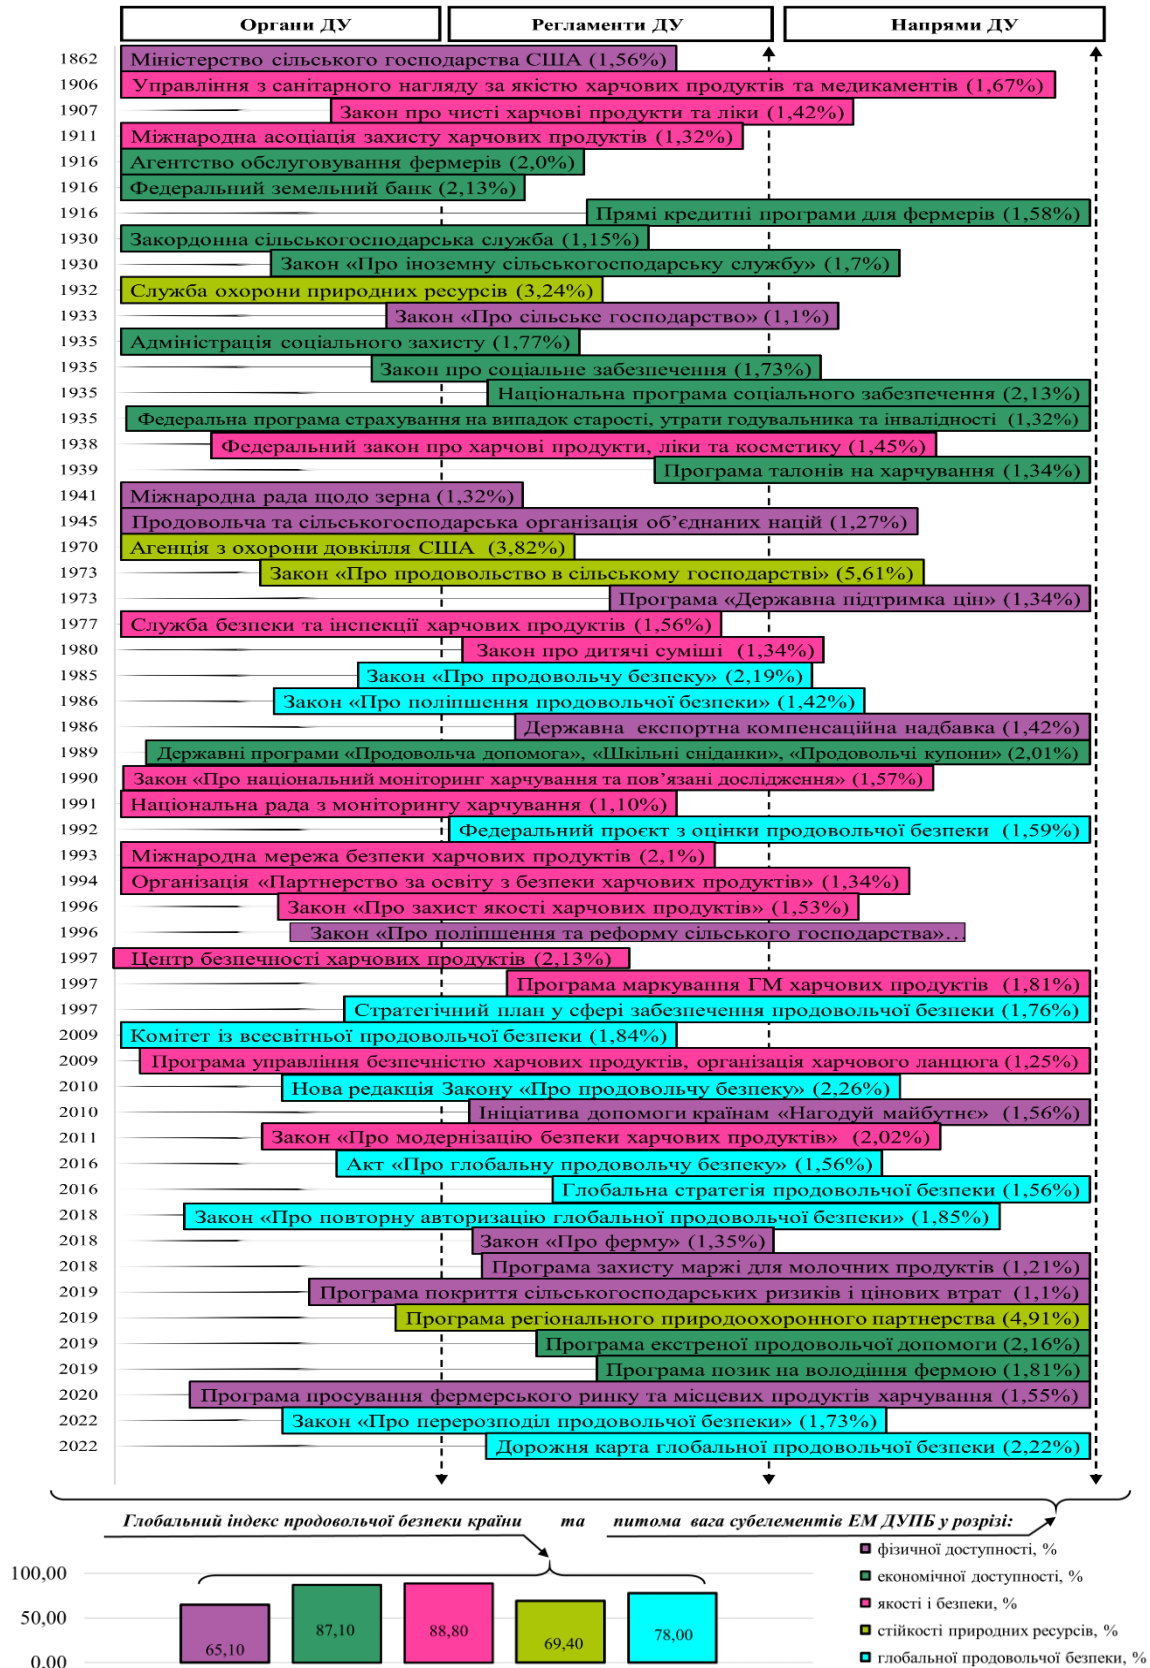 Органи ДУ
Регламенти ДУ
Напрями ДУ
1862 Міністерство сільського господарства США (1,56%)
1906 Управління з санітарного нагляду за якістю харчових продуктів та медикаментів (1,67%)
1907 Закон про чисті харчові продукти та ліки (1,42%)
1911 Міжнародна асоціація захисту харчових продуктів (1,32%)
1916 Агентство обслуговування фермерів (2,0%)
1916 Федеральний земельний банк (2,13%)
1916 Прямі кредитні програми для фермерів (1,58%)
1930 Закордонна сільськогосподарська служба (1,15%)
1930 Закон «Про іноземну сільськогосподарську службу» (1,7%)
1932 Служба охорони природних ресурсів (3,24%)
1933 Закон «Про сільське господарство» (1,1%)
1935 Адміністрація соціального захисту (1,77%)
1935 Закон про соціальне забезпечення (1,73%)
1935 Національна програма соціального забезпечення (2,13%)
1935 Федеральна програма страхування на випадок старості, утрати годувальника та інвалідності (1,32%)
1938 Федеральний закон про харчові продукти, ліки та косметику (1,45%)
1939 Програма талонів на харчування (1,34%)
1941 Міжнародна рада щодо зерна (1,32%)
1945 Продовольча та сільськогосподарська організація об’єднаних націй (1,27%)
1970 Агенція з охорони довкілля США (3,82%)
1973 Закон «Про продовольство в сільському господарстві» (5,61%)
1973 Програма «Державна підтримка цін» (1,34%)
1977 Служба безпеки та інспекції харчових продуктів (1,56%)
1980 Закон про дитячі суміші (1,34%)
1985 Закон «Про продовольчу безпеку» (2,19%)
1986 Закон «Про поліпшення продовольчої безпеки» (1,42%)
1986 Державна експортна компенсаційна надбавка (1,42%)
1989 Державні програми «Продовольча допомога», «Шкільні сніданки», «Продовольчі купони» (2,01%)
1990 Закон «Про національний моніторинг харчування та пов’язані дослідження» (1,57%)
1991 Національна рада з моніторингу харчування (1,10%)
1992 Федеральний проєкт з оцінки продовольчої безпеки (1,59%)
1993 Міжнародна мережа безпеки харчових продуктів (2,1%)
1994 Організація «Партнерство за освіту з безпеки харчових продуктів» (1,34%)
1996 Закон «Про захист якості харчових продуктів» (1,53%)
1996 Закон «Про поліпшення та реформу сільського господарства»…
1997 Центр безпечності харчових продуктів (2,13%)
1997 Програма маркування ГМ харчових продуктів (1,81%)
1997 Стратегічний план у сфері забезпечення продовольчої безпеки (1,76%)
2009 Комітет із всесвітньої продовольчої безпеки (1,84%)
2009 Програма управління безпечністю харчових продуктів, організація харчового ланцюга (1,25%)
2010 Нова редакція Закону «Про продовольчу безпеку» (2,26%)
2010 Ініціатива допомоги країнам «Нагодуй майбутнє» (1,56%)
2011 Закон «Про модернізацію безпеки харчових продуктів» (2,02%)
2016 Акт «Про глобальну продовольчу безпеку» (1,56%)
2016 Глобальна стратегія продовольчої безпеки (1,56%)
2018 Закон «Про повторну авторизацію глобальної продовольчої безпеки» (1,85%)
2018 Закон «Про ферму» (1,35%)
2018 Програма захисту маржі для молочних продуктів (1,21%)
2019 Програма покриття сільськогосподарських ризиків і цінових втрат (1,1%)
2019 Програма регіонального природоохоронного партнерства (4,91%)
2019 Програма екстреної продовольчої допомоги (2,16%)
2019 Програма позик на володіння фермою (1,81%)
2020 Програма просування фермерського ринку та місцевих продуктів харчування (1,55%)
2022 Закон «Про перерозподіл продовольчої безпеки» (1,73%)
2022 Дорожня карта глобальної продовольчої безпеки (2,22%)
Глобальний індекс продовольчої безпеки країни та питома вага субелементів ЕМ ДУПБ у розрізі:
100,00
50,00
0,00
65,10
87,10
88,80
69,40
78,00
фізичної доступності, %
економічної доступності, %
якості і безпеки, %
стійкості природних ресурсів, %
глобальної продовольчої безпеки, %